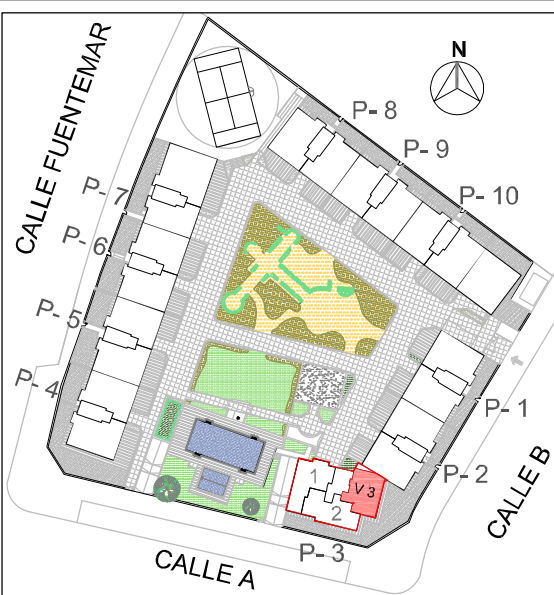 N
CALLE FUENTEMAR
P- 8
P- 9
P- 10
P- 7
P- 6
P- 5
P- 4
P- 1
P- 2
1
2
V 3
P- 3
CALLE B
CALLE A